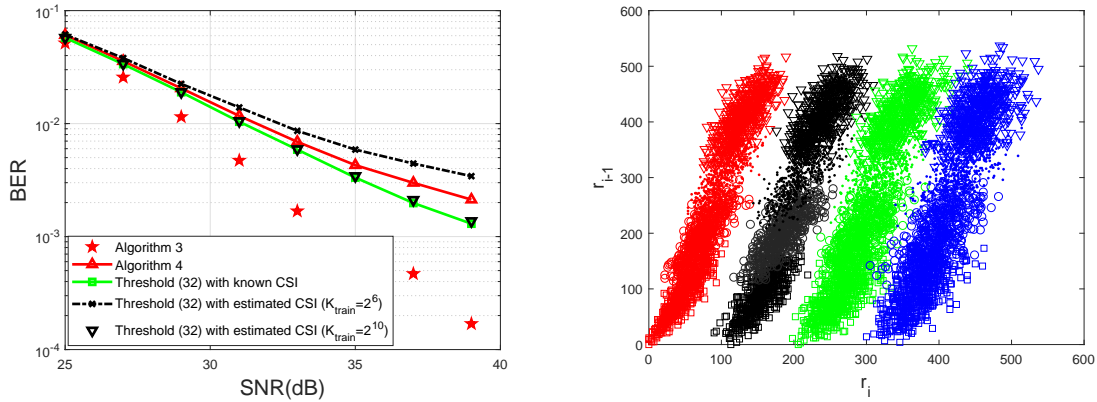 10^-1
10^-2
10^-3
10^-4
BER
25
30
35
40
SNR(dB)
Algorithm 3
Algorithm 4
Threshold (32) with known CSI
Threshold (32) with estimated CSI (K_train=2^6)
Threshold (32) with estimated CSI (K_train=2^10)
600
500
400
300
200
100
0
r_i-1
0
100
200
300
400
500
600
r_i